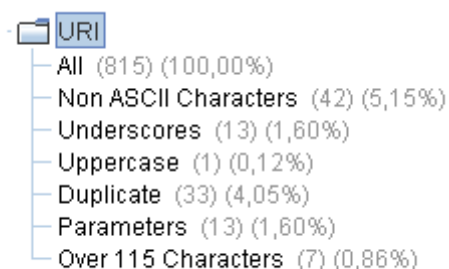 URI
All (815) (100,00%)
Non ASCII Characters (42) (5,15%)
Underscores (13) (1,60%)
Uppercase (1) (0,12%)
Duplicate (33) (4,05%)
Parameters (13) (1,60%)
Over 115 Characters (7) (0,86%)